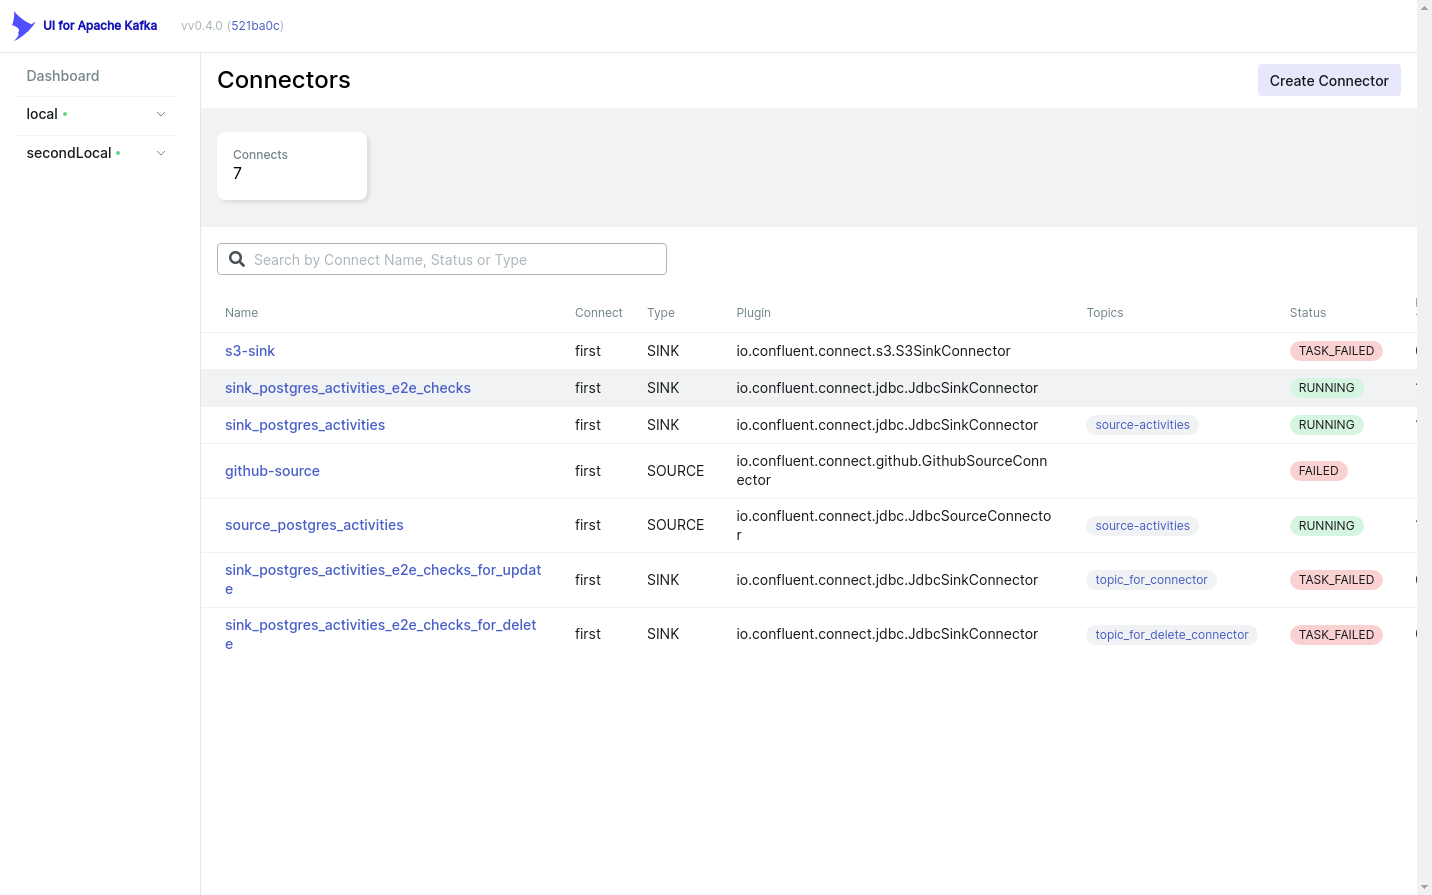 UI for Apache Kafka vv0.4.0 (521ba0c)
Dashboard
local
secondLocal
Connectors
Create Connector
Connects
7
Search by Connect Name, Status or Type
Name Connect Type Plugin Topics Status
s3-sink first SINK io.confluent.connect.s3.S3SinkConnector TASK_FAILED
sink_postgres_activities_e2e_checks first SINK io.confluent.connect.jdbc.JdbcSinkConnector RUNNING
sink_postgres_activities first SINK io.confluent.connect.jdbc.JdbcSinkConnector source-activities RUNNING
github-source first SOURCE io.confluent.connect.github.GithubSourceConn
ector FAILED
source_postgres_activities first SOURCE io.confluent.connect.jdbc.JdbcSourceConnecto
r source-activities RUNNING
sink_postgres_activities_e2e_checks_for_updat
e first SINK io.confluent.connect.jdbc.JdbcSinkConnector topic_for_connector TASK_FAILED
sink_postgres_activities_e2e_checks_for_delet
e first SINK io.confluent.connect.jdbc.JdbcSinkConnector topic_for_delete_connector TASK_FAILED